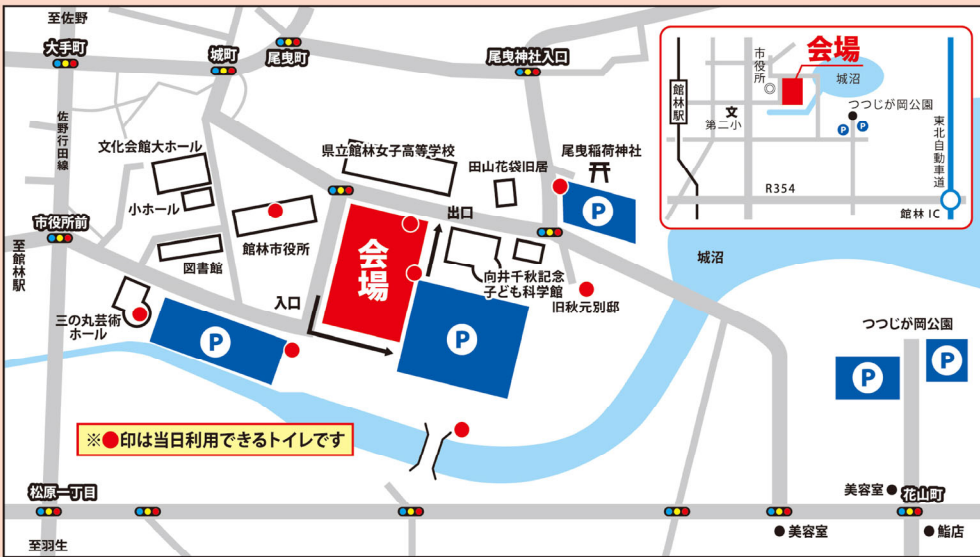 至佐野
大手町
城町
尾曳町
尾曳神社入口
佐野行田線
文化会館大ホール
小ホール
県立館林女子高等学校
田山花袋旧居
尾曳稲荷神社
P
市役所前
至館林駅
図書館
館林市役所
会場
出口
入口
向井千秋記念
子ども科学館
旧秋元別邸
城沼
三の丸芸術
ホール
P
P
つつじが岡公園
P
P
※●印は当日利用できるトイレです
松原一丁目
至羽生
美容室
花山町
美容室
鮨店
会場
市役所
城沼
館林駅
文
第二小
つつじが岡公園
P
P
東北自動車道
R354
館林 IC